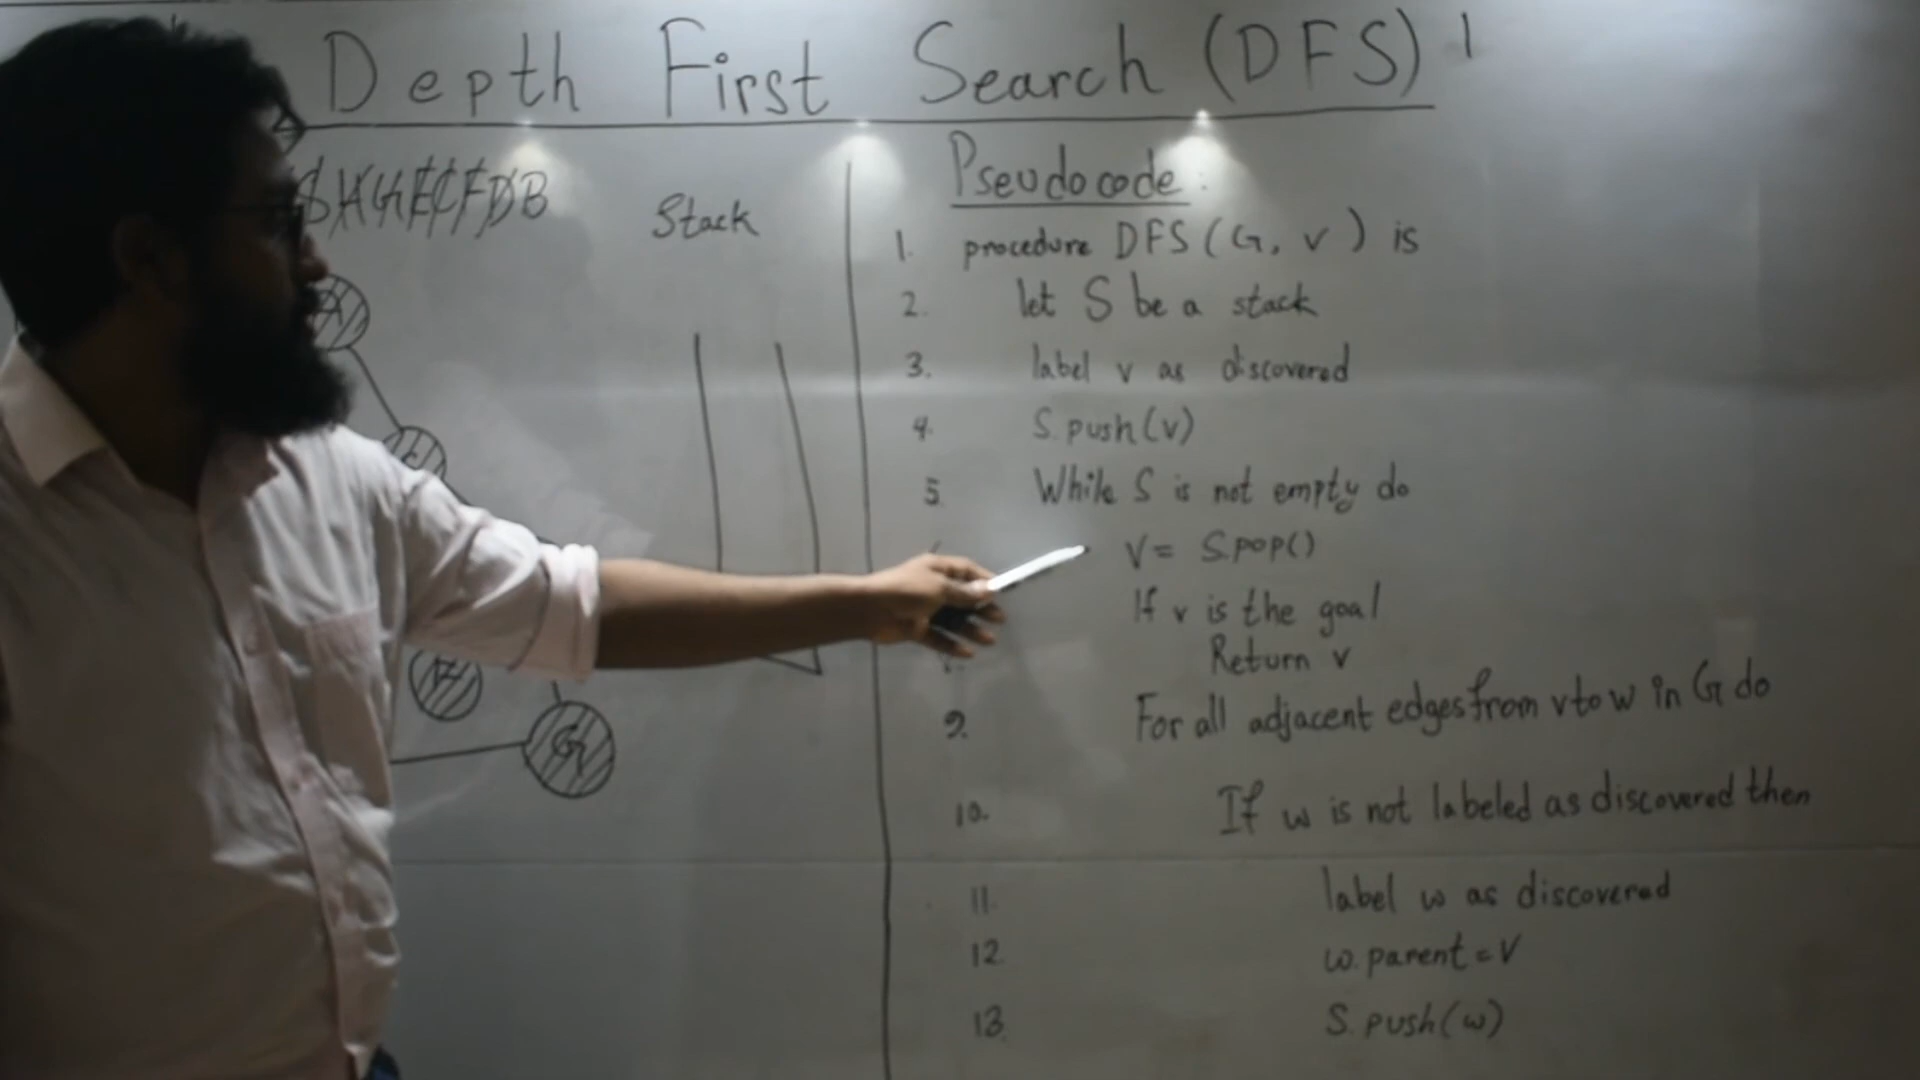 Depth First Search (DFS)
Stack
Pseudocode:
1. procedure DFS (G, v) is
2. let S be a stack
3. label v as discovered
4. S.push(v)
5. While S is not empty do
V = S.pop()
If v is the goal
Return v
9. For all adjacent edges from v to w in G do
10. If w is not labeled as discovered then
11. label w as discovered
12. w.parent = V
13. S.push(w)
A
G